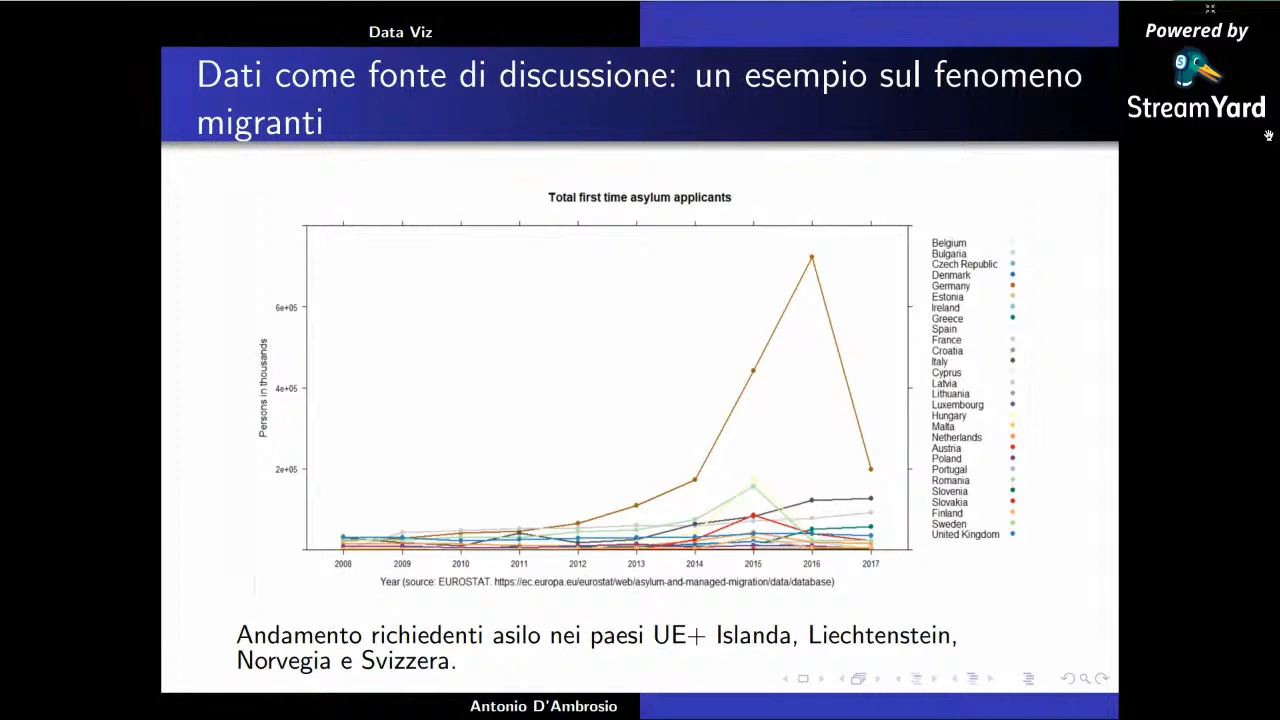 Data Viz
Powered by
StreamYard
Dati come fonte di discussione: un esempio sul fenomeno
migranti
Total first time asylum applicants
Persons in thousands
6e+05
4e+05
2e+05
2008 2009 2010 2011 2012 2013 2014 2015 2016 2017
Year (source: EUROSTAT. https://ec.europa.eu/eurostat/web/asylum-and-managed-migration/data/database)
Belgium
Bulgaria
Czech Republic
Denmark
Germany
Estonia
Ireland
Greece
Spain
France
Croatia
Italy
Cyprus
Latvia
Lithuania
Luxembourg
Hungary
Malta
Netherlands
Austria
Poland
Portugal
Romania
Slovenia
Slovakia
Finland
Sweden
United Kingdom
Andamento richiedenti asilo nei paesi UE+ Islanda, Liechtenstein,
Norvegia e Svizzera.
Antonio D'Ambrosio